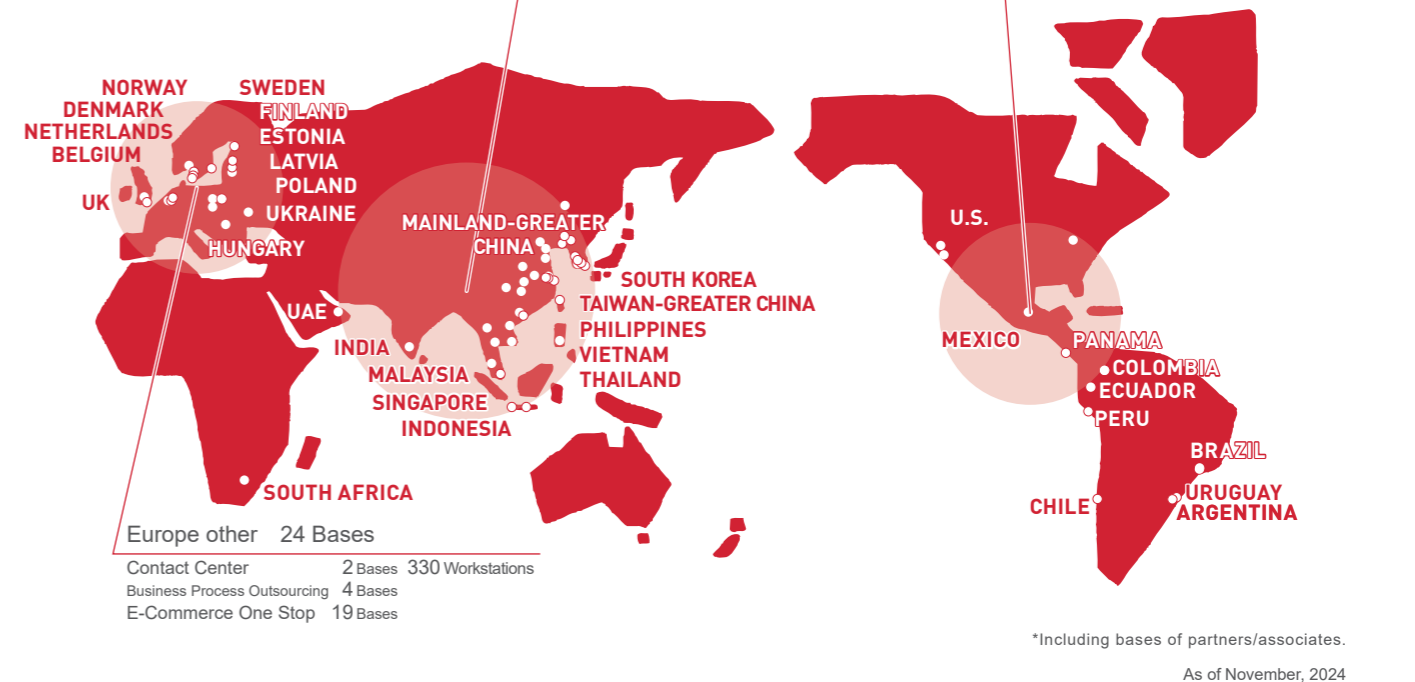 NORWAY
DENMARK
NETHERLANDS
BELGIUM
UK
SWEDEN
FINLAND
ESTONIA
LATVIA
POLAND
UKRAINE
HUNGARY
MAINLAND-GREATER
CHINA
SOUTH KOREA
TAIWAN-GREATER CHINA
PHILIPPINES
VIETNAM
THAILAND
UAE
INDIA
MALAYSIA
SINGAPORE
INDONESIA
SOUTH AFRICA
U.S.
MEXICO
PANAMA
COLOMBIA
ECUADOR
PERU
BRAZIL
CHILE
URUGUAY
ARGENTINA
Europe other 24 Bases
Contact Center 2 Bases 330 Workstations
Business Process Outsourcing 4 Bases
E-Commerce One Stop 19 Bases
*Including bases of partners/associates.
As of November, 2024